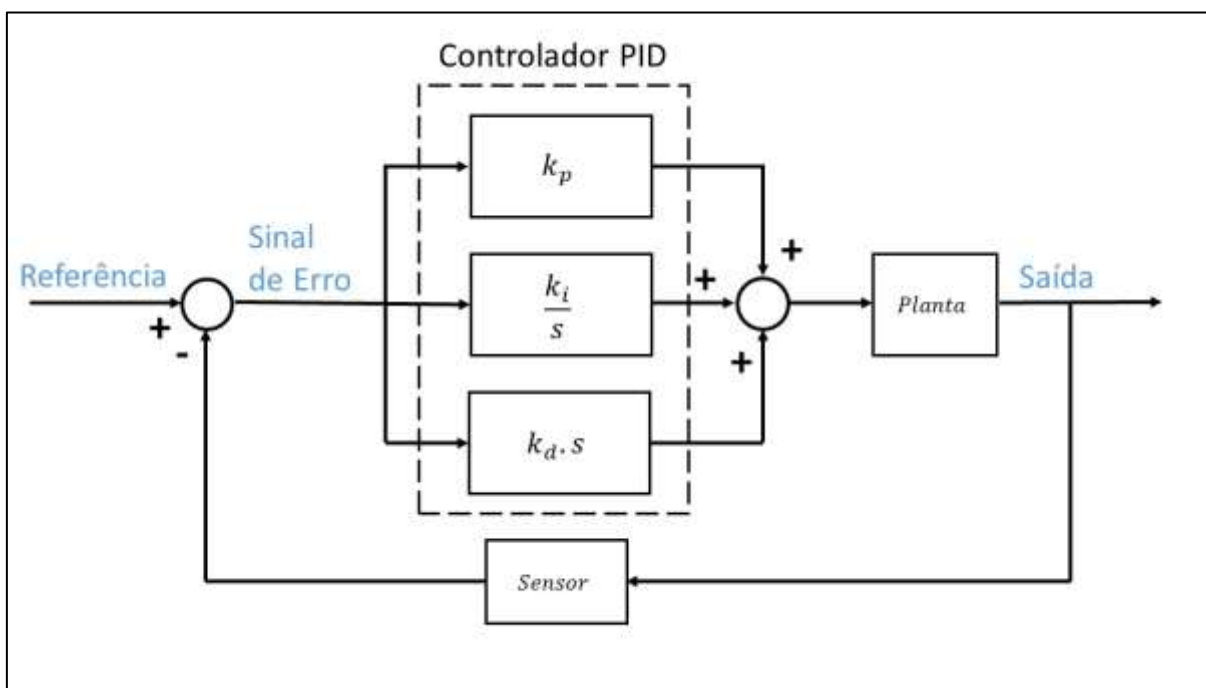 Controlador PID
k_p
Sinal
de Erro
Referência
+
-
k_i
s
+
+
+
Planta
Saída
k_d.s
Sensor